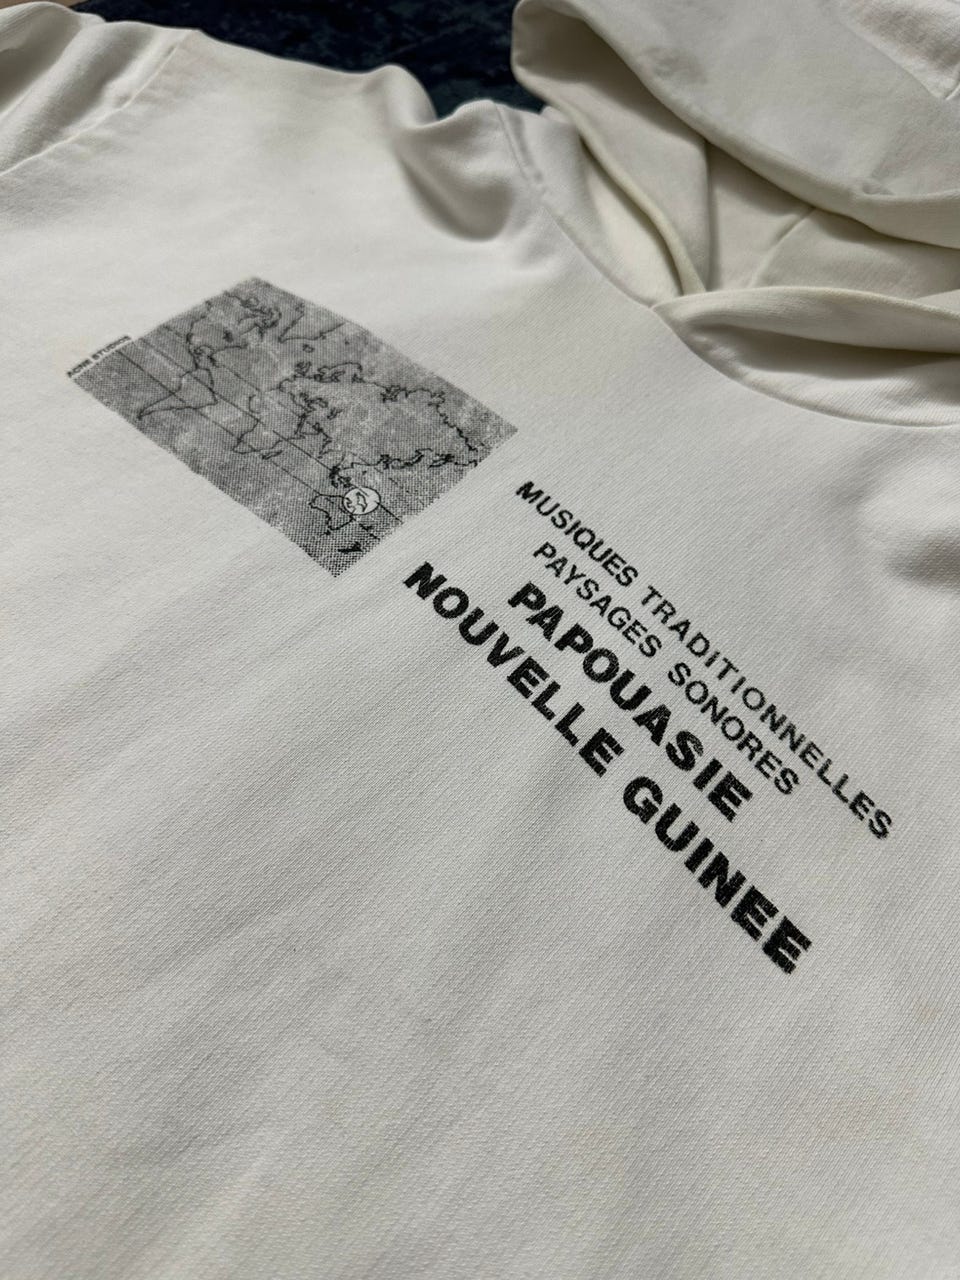 ACNE STUDIOS
MUSIQUES TRADITIONNELLES
PAYSAGES SONORES
PAPOUASIE
NOUVELLE GUINEE